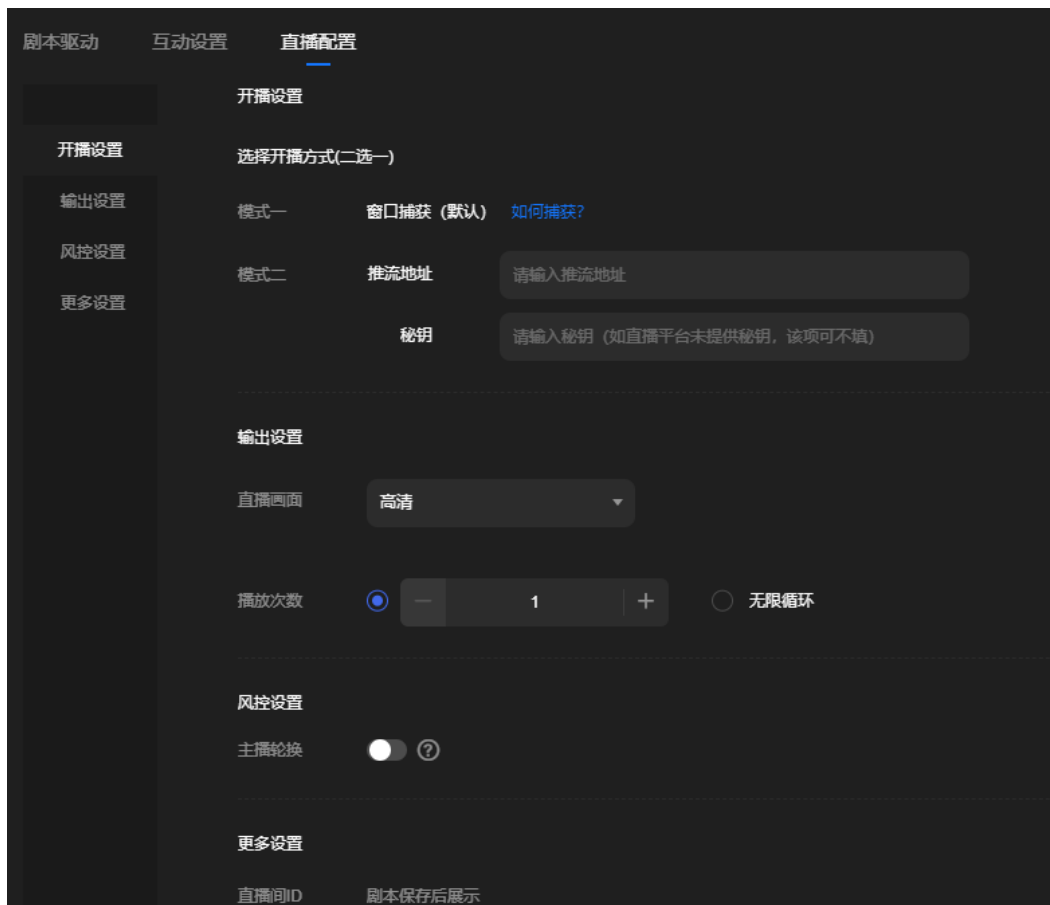 剧本驱动 互动设置 直播配置
开播设置
输出设置
风控设置
更多设置
开播设置
选择开播方式(二选一)
模式一 窗口捕获（默认） 如何捕获?
模式二 推流地址 请输入推流地址
秘钥 请输入秘钥（如直播平台未提供秘钥，该项可不填）
输出设置
直播画面 高清
播放次数 1 无限循环
风控设置
主播轮换
更多设置
直播间ID 剧本保存后展示